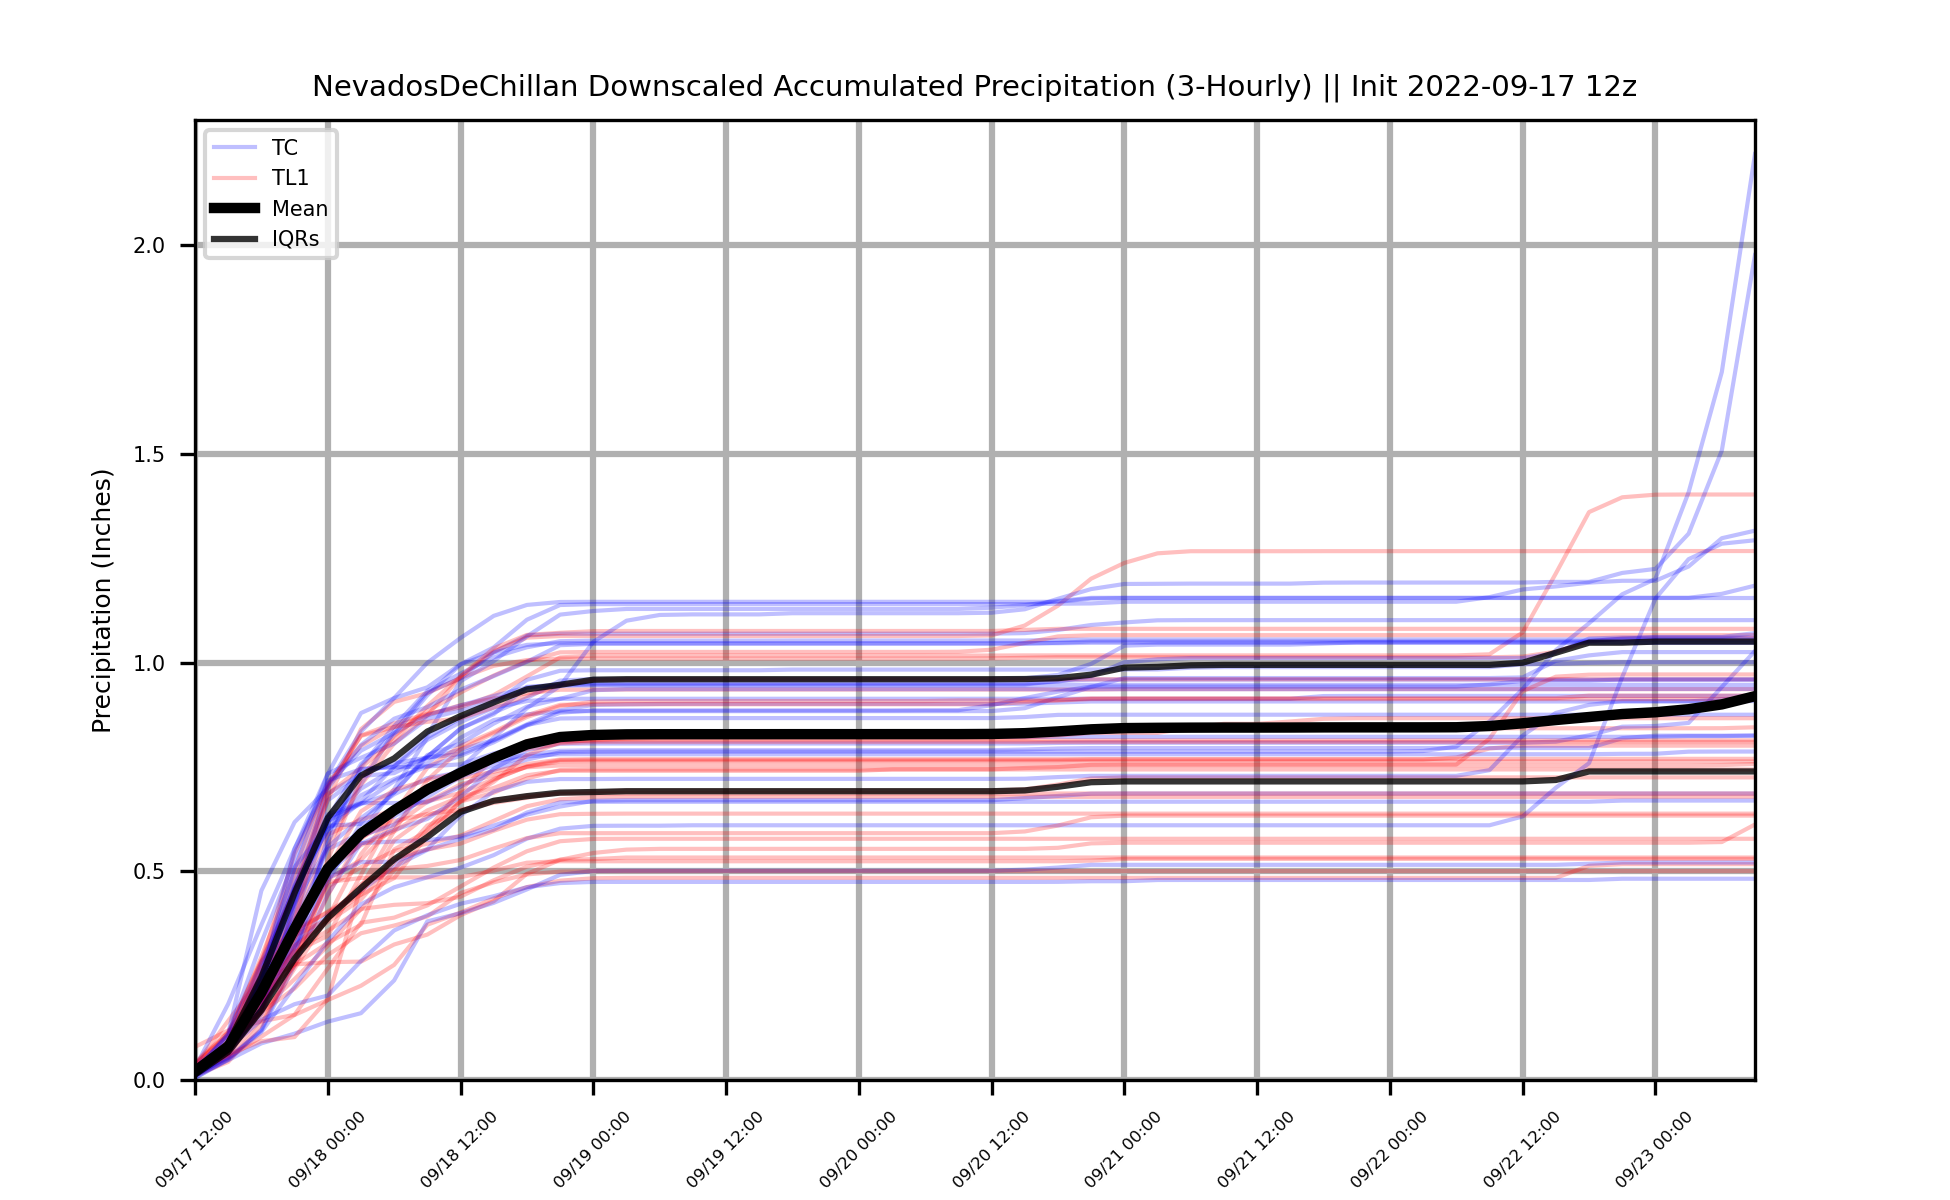 NevadosDeChillan Downscaled Accumulated Precipitation (3-Hourly) || Init 2022-09-17 12z
TC
TL1
Mean
IQRs
Precipitation (Inches)
2.0
1.5
1.0
0.5
0.0
09/17 12:00
09/18 00:00
09/18 12:00
09/19 00:00
09/19 12:00
09/20 00:00
09/20 12:00
09/21 00:00
09/21 12:00
09/22 00:00
09/22 12:00
09/23 00:00